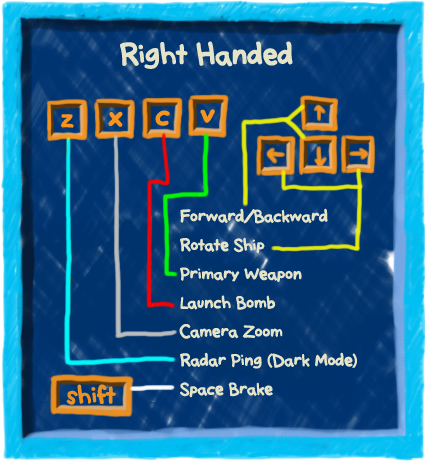 Right Handed
Z X C V ↑
← ↓ →
Forward/Backward
Rotate Ship
Primary Weapon
Launch Bomb
Camera Zoom
Radar Ping (Dark Mode)
shift Space Brake